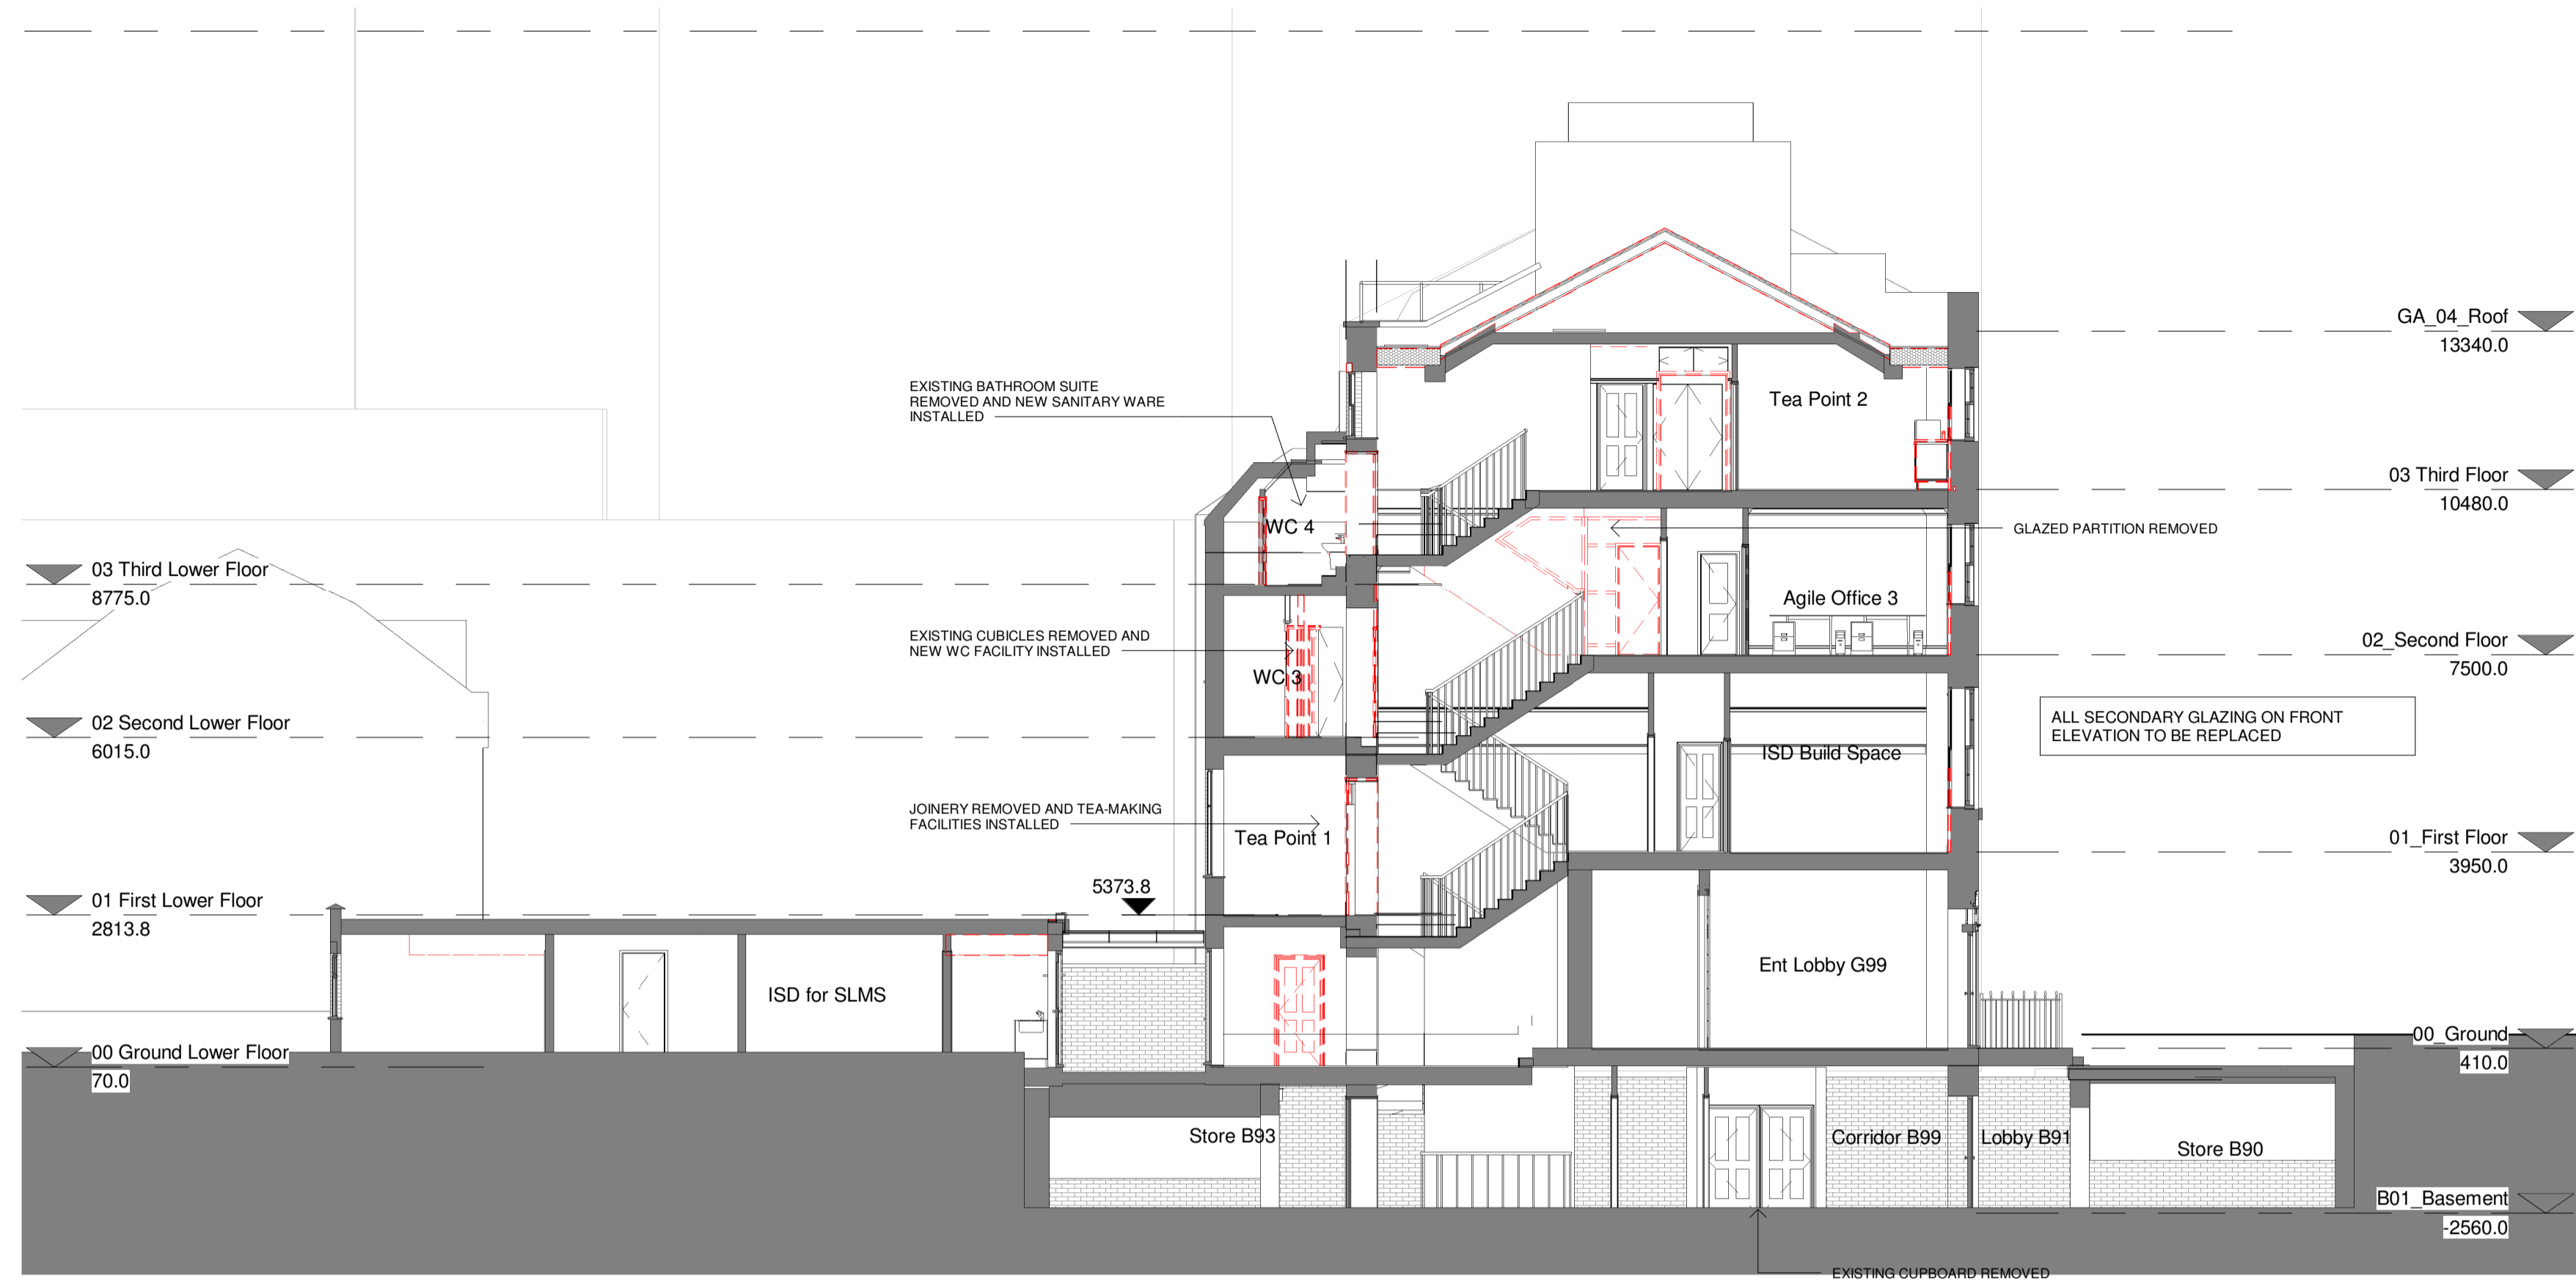 GA_04_Roof
13340.0
EXISTING BATHROOM SUITE
REMOVED AND NEW SANITARY WARE
INSTALLED
Tea Point 2
03 Third Floor
10480.0
WC 4
GLAZED PARTITION REMOVED
03 Third Lower Floor
8775.0
Agile Office 3
EXISTING CUBICLES REMOVED AND
NEW WC FACILITY INSTALLED
02_Second Floor
7500.0
WC 3
02 Second Lower Floor
6015.0
ALL SECONDARY GLAZING ON FRONT
ELEVATION TO BE REPLACED
ISD Build Space
JOINERY REMOVED AND TEA-MAKING
FACILITIES INSTALLED
Tea Point 1
01_First Floor
3950.0
5373.8
01 First Lower Floor
2813.8
Ent Lobby G99
ISD for SLMS
00_Ground
410.0
00 Ground Lower Floor
70.0
Store B93
Corridor B99
Lobby B91
Store B90
B01_Basement
-2560.0
EXISTING CUPBOARD REMOVED